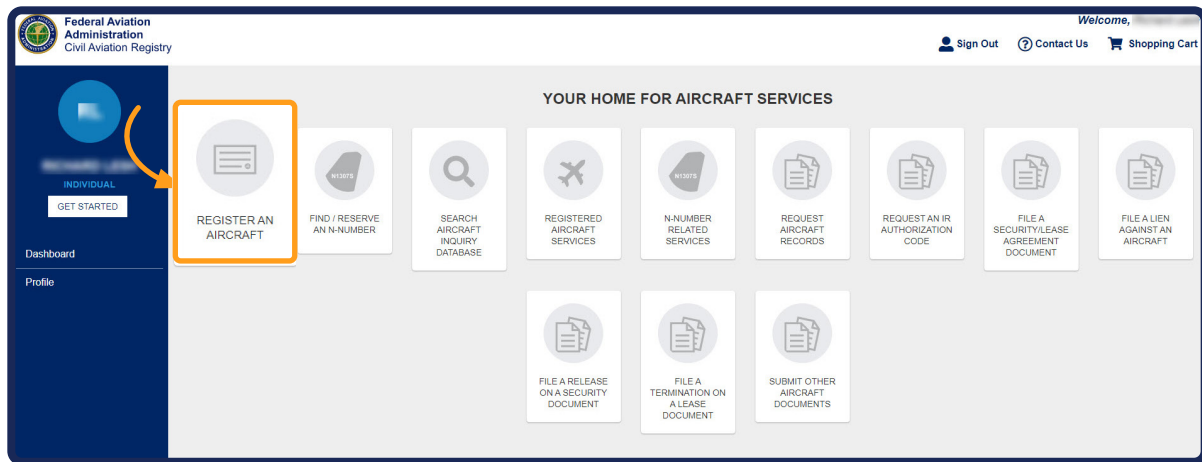 Federal Aviation
Administration
Civil Aviation Registry
Welcome,
Sign Out
Contact Us
Shopping Cart
INDIVIDUAL
GET STARTED
Dashboard
Profile
YOUR HOME FOR AIRCRAFT SERVICES
REGISTER AN
AIRCRAFT
N1307S
FIND / RESERVE
AN N-NUMBER
SEARCH
AIRCRAFT
INQUIRY
DATABASE
REGISTERED
AIRCRAFT
SERVICES
N1307S
N-NUMBER
RELATED
SERVICES
REQUEST
AIRCRAFT
RECORDS
REQUEST AN IR
AUTHORIZATION
CODE
FILE A
SECURITY/LEASE
AGREEMENT
DOCUMENT
FILE A LIEN
AGAINST AN
AIRCRAFT
FILE A RELEASE
ON A SECURITY
DOCUMENT
FILE A
TERMINATION ON
A LEASE
DOCUMENT
SUBMIT OTHER
AIRCRAFT
DOCUMENTS